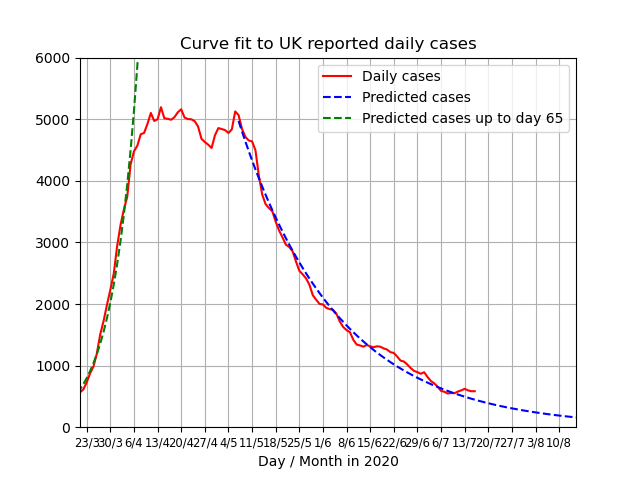 Curve fit to UK reported daily cases
Daily cases
Predicted cases
Predicted cases up to day 65
6000
5000
4000
3000
2000
1000
0
23/3 30/3 6/4 13/4 20/4 27/4 4/5 11/5 18/5 25/5 1/6 8/6 15/6 22/6 29/6 6/7 13/7 20/7 27/7 3/8 10/8
Day / Month in 2020